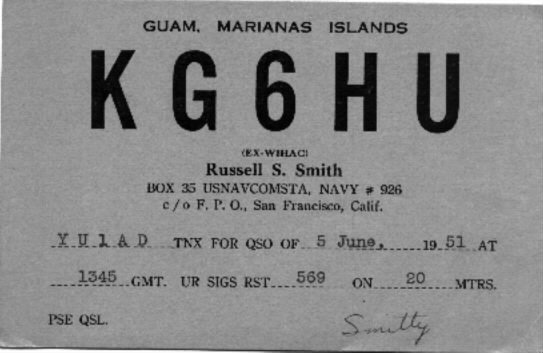 GUAM, MARIANAS ISLANDS
KG6HU
(EX-W1HAC)
Russell S. Smith
BOX 35 USNAVCOMSTA, NAVY # 926
c/o F. P. O., San Francisco, Calif.
YU1AD TNX FOR QSO OF 5 June, 1951 AT
1345 GMT. UR SIGS RST 569 ON 20 MTRS.
PSE QSL.
Smitty